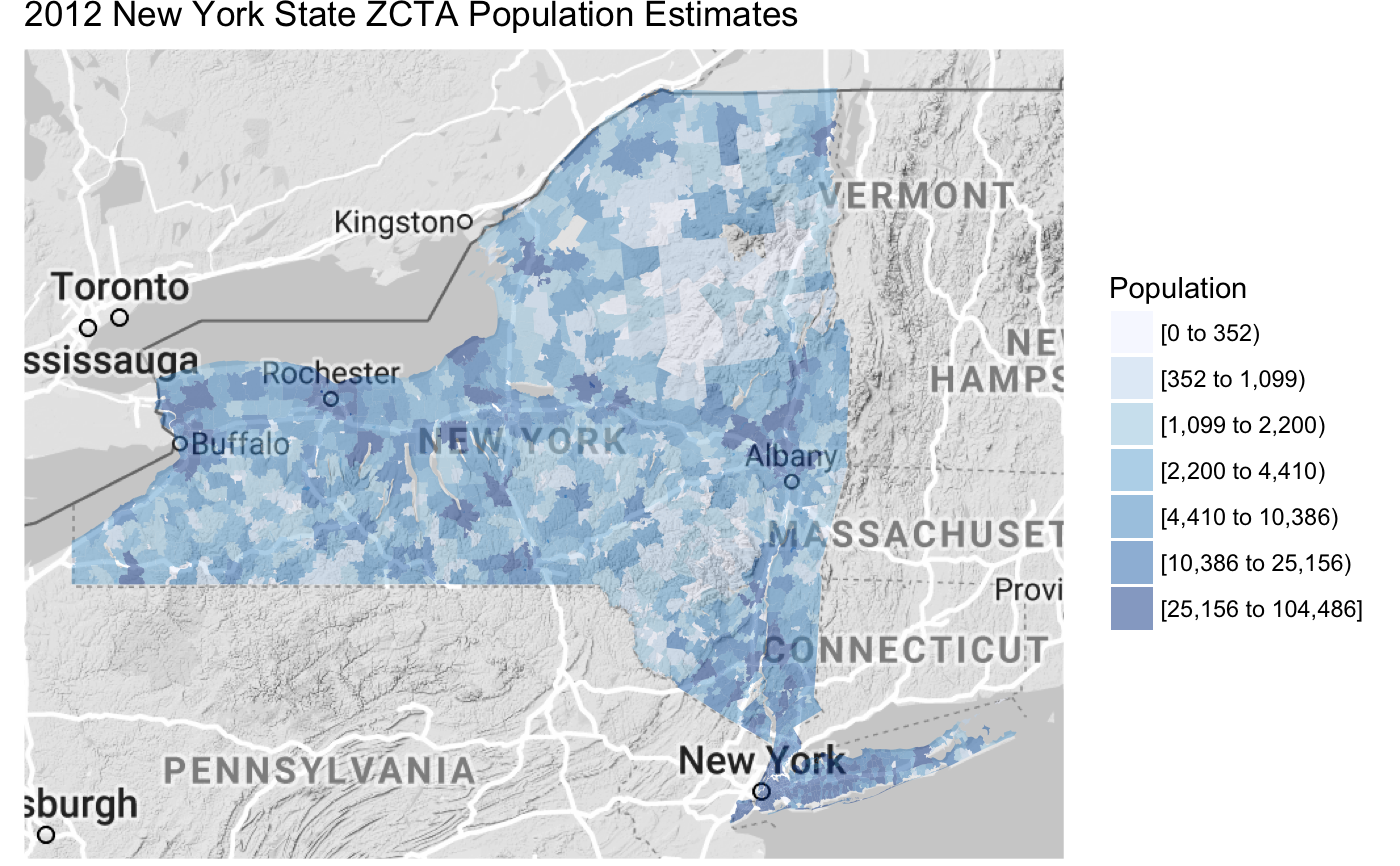 2012 New York State ZCTA Population Estimates
VERMONT
Kingston
Toronto
Population
[0 to 352)
NEW
ssissauga
Rochester
HAMPS
[352 to 1,099)
[1,099 to 2,200)
Buffalo
NEW YORK
Albany
[2,200 to 4,410)
[4,410 to 10,386)
MASSACHUSET
[10,386 to 25,156)
Provi
[25,156 to 104,486]
CONNECTICUT
New York
PENNSYLVANIA
sburgh